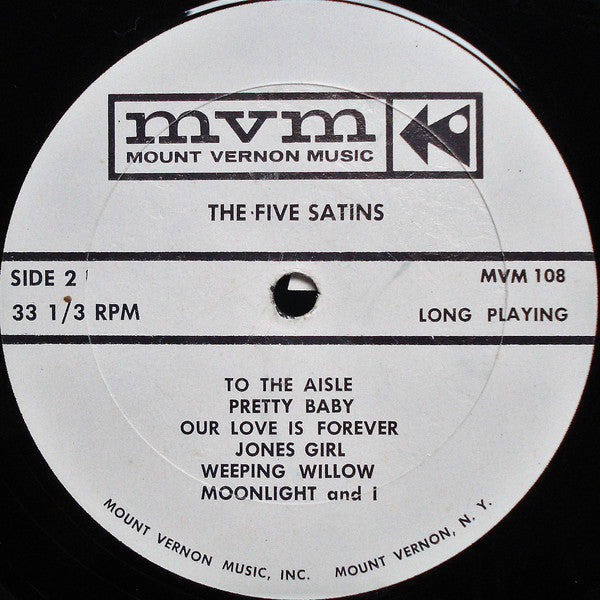 mvm
MOUNT VERNON MUSIC
THE FIVE SATINS
SIDE 2
MVM 108
33 1/3 RPM
LONG PLAYING
TO THE AISLE
PRETTY BABY
OUR LOVE IS FOREVER
JONES GIRL
WEEPING WILLOW
MOONLIGHT and i
MOUNT VERNON MUSIC, INC. MOUNT VERNON, N. Y.